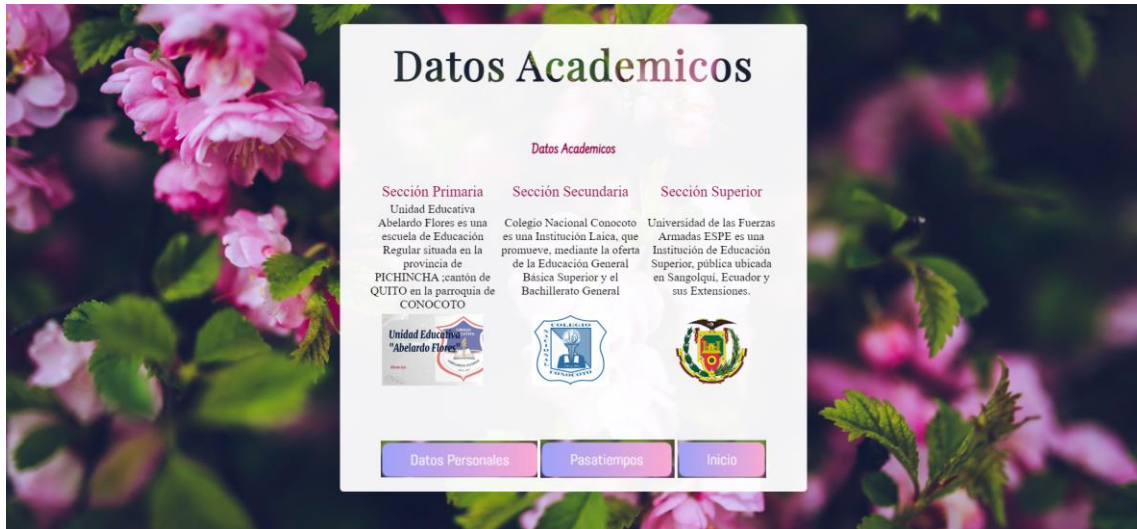 Datos Academicos
Datos Academicos
Sección Primaria
Unidad Educativa
Abelardo Flores es una
escuela de Educación
Regular situada en la
provincia de
PICHINCHA ;cantón de
QUITO en la parroquia de
CONOCOTO
Unidad Educativa
"Abelardo Flores"
Sección Secundaria
Colegio Nacional Conocoto
es una Institución Laica, que
promueve, mediante la oferta
de la Educación General
Básica Superior y el
Bachillerato General
COLEGIO
NACIONAL
CONOCOTO
Sección Superior
Universidad de las Fuerzas
Armadas ESPE es una
Institución de Educación
Superior, pública ubicada
en Sangolquí, Ecuador y
sus Extensiones.
Datos Personales
Pasatiempos
Inicio